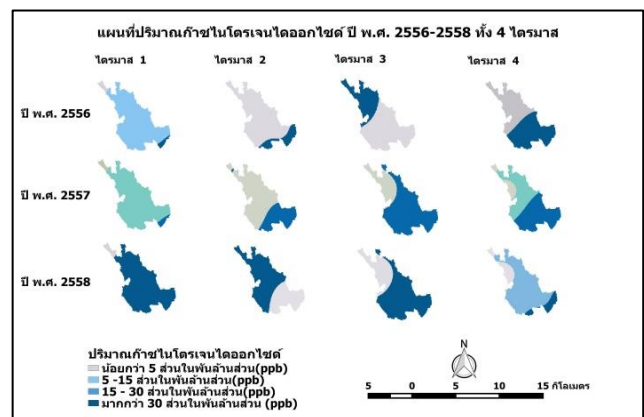 แผนที่ปริมาณก๊าซไนโตรเจนไดออกไซด์ ปี พ.ศ. 2556-2558 ทั้ง 4 ไตรมาส
ไตรมาส 1 ไตรมาส 2 ไตรมาส 3 ไตรมาส 4
ปี พ.ศ. 2556
ปี พ.ศ. 2557
ปี พ.ศ. 2558
ปริมาณก๊าซไนโตรเจนไดออกไซด์
น้อยกว่า 5 ส่วนในพันล้านส่วน(ppb)
5 -15 ส่วนในพันล้านส่วน(ppb)
15 - 30 ส่วนในพันล้านส่วน(ppb)
มากกว่า 30 ส่วนในพันล้านส่วน (ppb)
N
5 0 5 10 15 กิโลเมตร